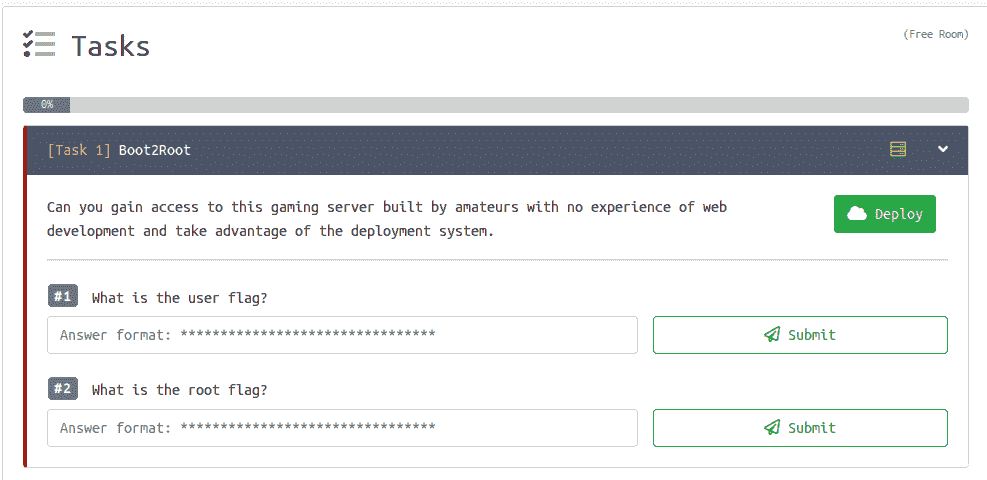 Tasks
(Free Room)
0%
[Task 1] Boot2Root
Can you gain access to this gaming server built by amateurs with no experience of web
development and take advantage of the deployment system.
Deploy
#1 What is the user flag?
Answer format: ********************************
Submit
#2 What is the root flag?
Answer format: ********************************
Submit